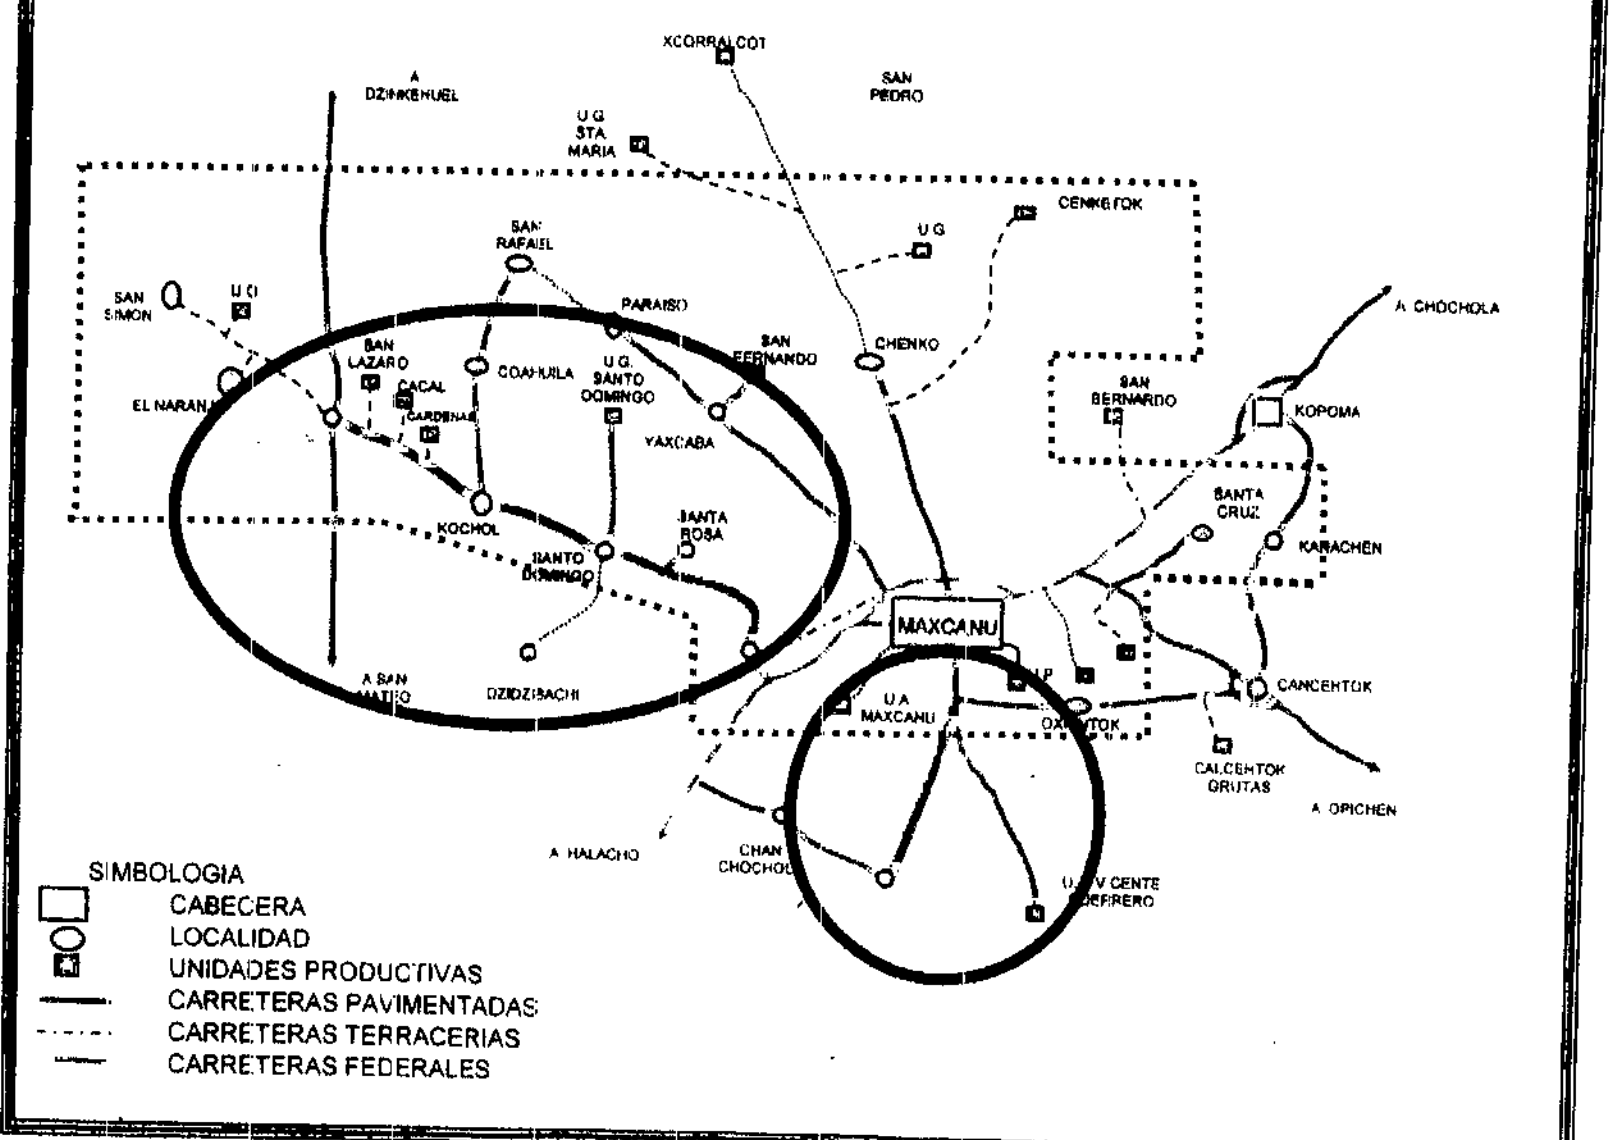 XCORRALCOT
A
DZINKEHUEL
SAN
PEDRO
U G
STA
MARIA
CENKETOK
U G
SAN
RAFAEL
SAN
SIMON
PARAISO
A CHOCHOLA
SAN
LAZARO
COAHUILA
U.G.
SANTO
DOMINGO
SAN
FERNANDO
CHENKO
CACAL
CARDENAS
SAN
BERNARDO
KOPOMA
YAXCABA
KOCHOL
SANTA
ROSA
SANTA
CRUZ
KARACHEN
SANTO
DOMINGO
MAXCANU
A SAN
MATEO
DZIDZIBACHI
U.A
MAXCANU
CANCEHTOK
CALCEHTOK
GRUTAS
A OPICHEN
A HALACHO
CHAN
CHOCHOL
SIMBOLOGIA
CABECERA
LOCALIDAD
UNIDADES PRODUCTIVAS
CARRETERAS PAVIMENTADAS
CARRETERAS TERRACERIAS
CARRETERAS FEDERALES